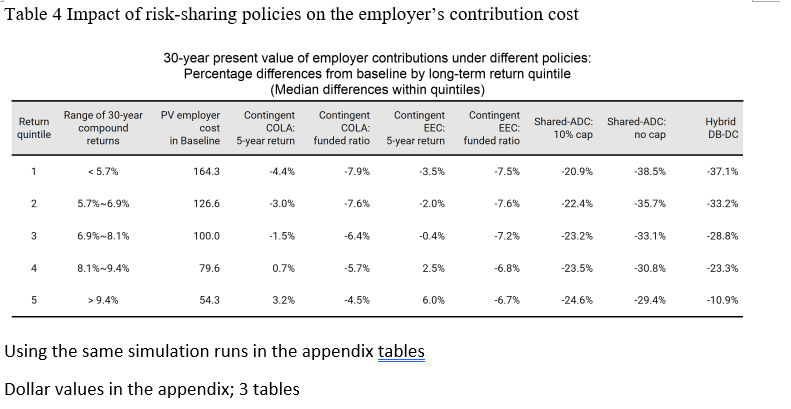 Table 4 Impact of risk-sharing policies on the employer’s contribution cost
30-year present value of employer contributions under different policies:
Percentage differences from baseline by long-term return quintile
(Median differences within quintiles)
Return quintile Range of 30-year compound returns PV employer cost in Baseline Contingent COLA: 5-year return Contingent COLA: funded ratio Contingent EEC: 5-year return Contingent EEC: funded ratio Shared-ADC: 10% cap Shared-ADC: no cap Hybrid DB-DC
1 < 5.7% 164.3 -4.4% -7.9% -3.5% -7.5% -20.9% -38.5% -37.1%
2 5.7%~6.9% 126.6 -3.0% -7.6% -2.0% -7.6% -22.4% -35.7% -33.2%
3 6.9%~8.1% 100.0 -1.5% -6.4% -0.4% -7.2% -23.2% -33.1% -28.8%
4 8.1%~9.4% 79.6 0.7% -5.7% 2.5% -6.8% -23.5% -30.8% -23.3%
5 > 9.4% 54.3 3.2% -4.5% 6.0% -6.7% -24.6% -29.4% -10.9%
Using the same simulation runs in the appendix tables
Dollar values in the appendix; 3 tables